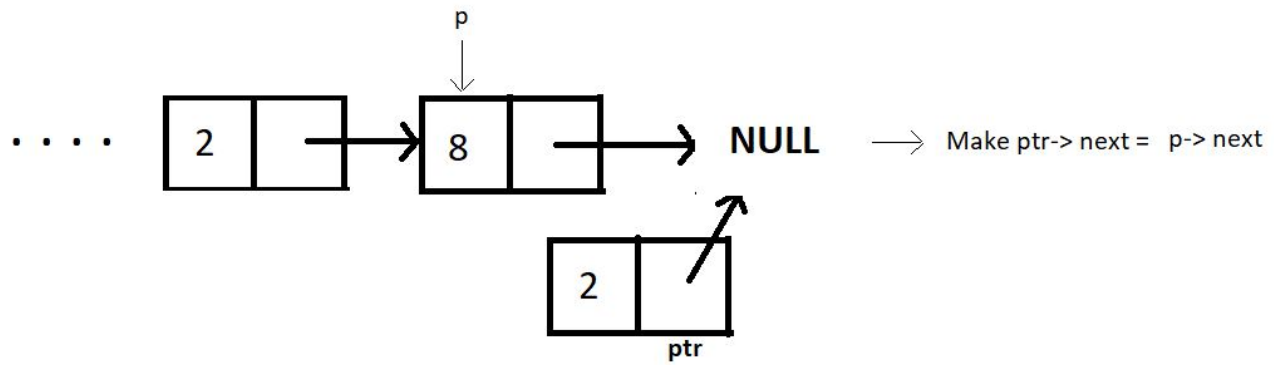 p
. . . . 2 8 NULL Make ptr-> next = p-> next
2
ptr